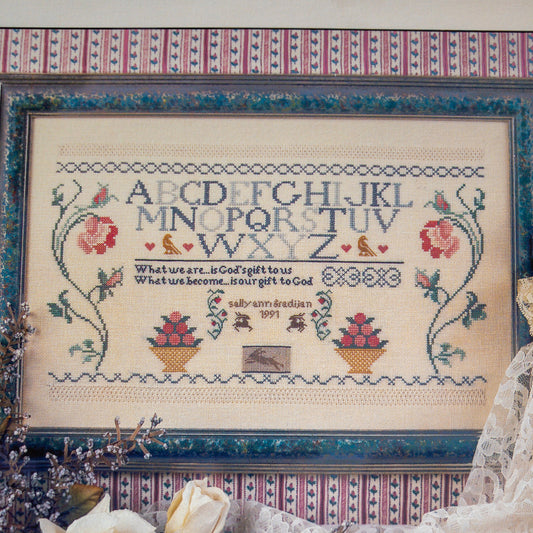 ABCDEFGHIJKL
MNOPQRSTUV
WXYZ
What we are...is God's gift to us
What we become...is our gift to God
sally ann Sradijan
1991